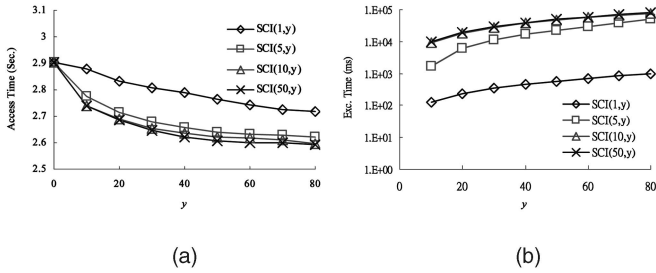 3.1
3
2.9
2.8
2.7
2.6
2.5
Access Time (Sec.)
0 20 40 60 80
y
SCI(1,y)
SCI(5,y)
SCI(10,y)
SCI(50,y)
(a)
1.E+05
1.E+04
1.E+03
1.E+02
1.E+01
1.E+00
Exc. Time (ms)
0 20 40 60 80
y
SCI(1,y)
SCI(5,y)
SCI(10,y)
SCI(50,y)
(b)